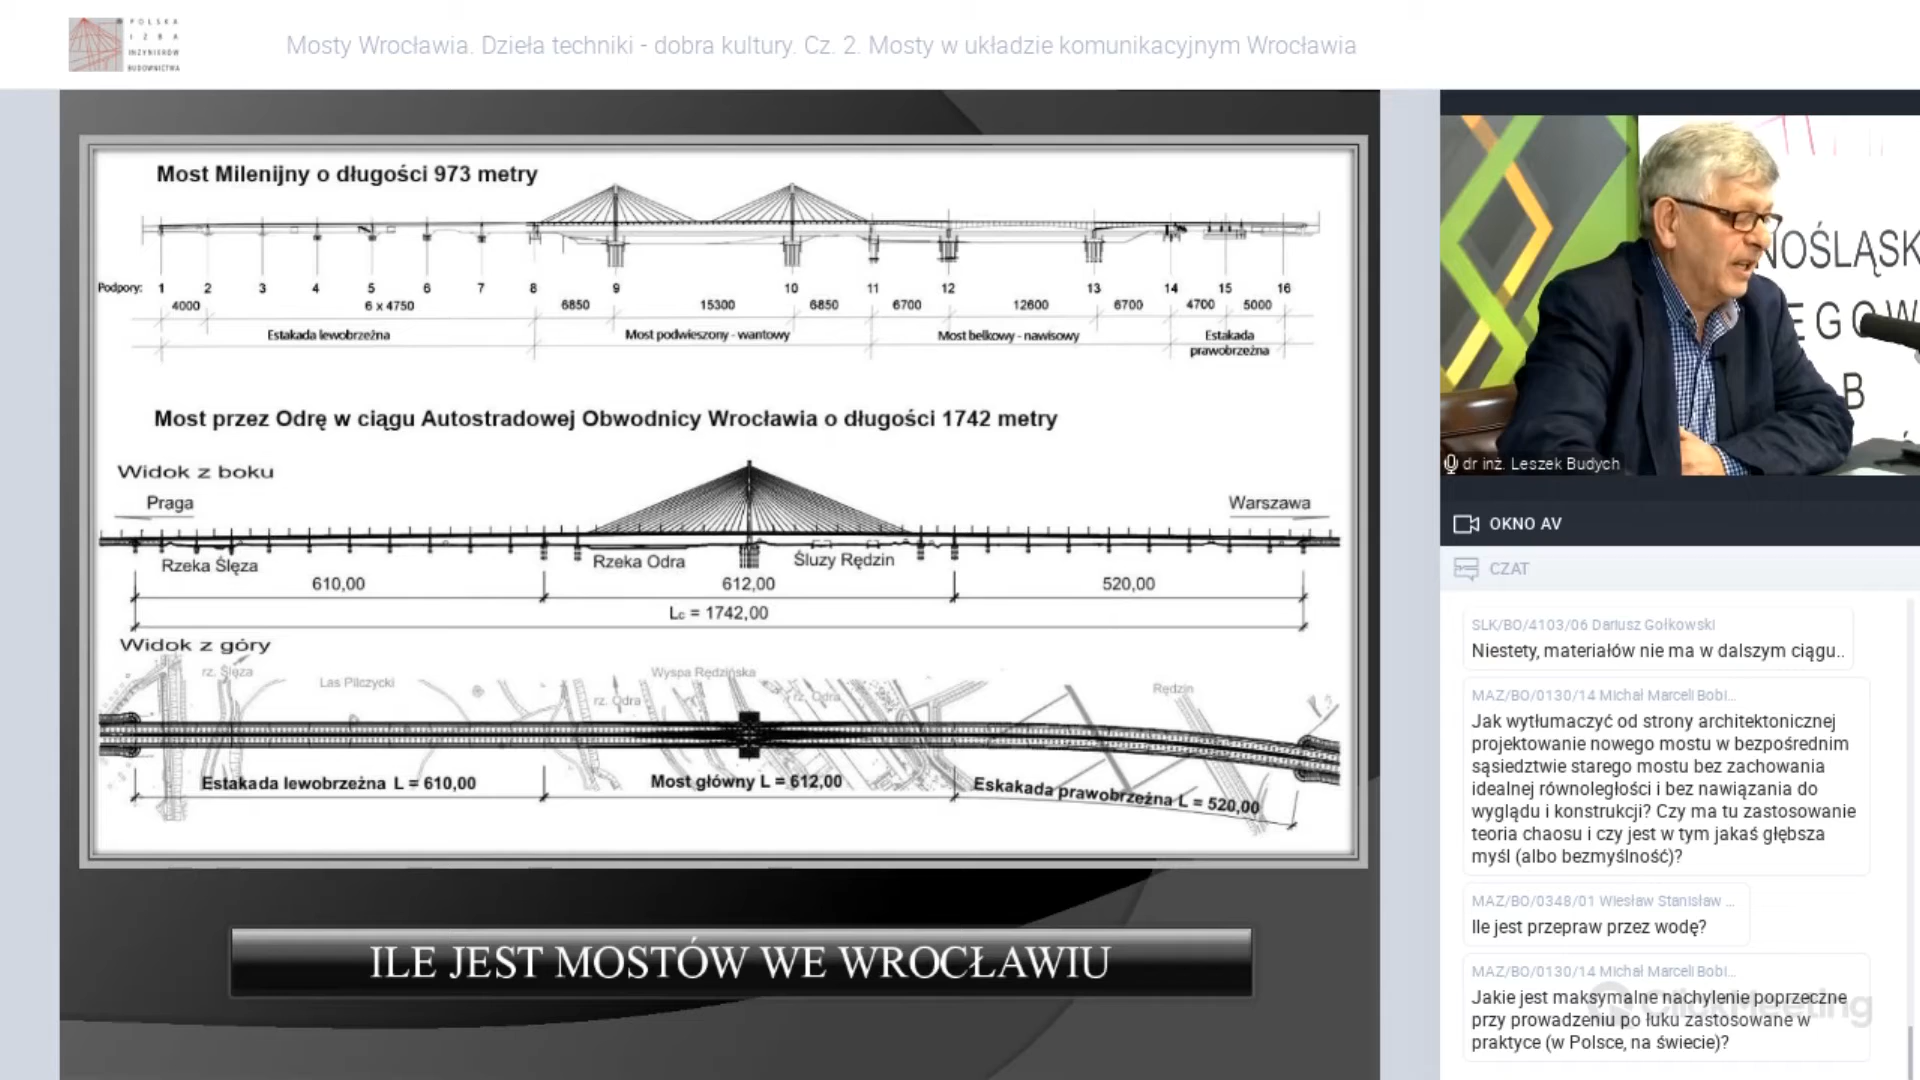 POLSKA
IZBA
INŻYNIERÓW
BUDOWNICTWA
Mosty Wrocławia. Dzieła techniki - dobra kultury. Cz. 2. Mosty w układzie komunikacyjnym Wrocławia
Most Milenijny o długości 973 metry
Podpory: 1 2 3 4 5 6 7 8 9 10 11 12 13 14 15 16
4000 6 x 4750 6850 15300 6850 6700 12600 6700 4700 5000
Estakada lewobrzeżna Most podwieszony - wantowy Most belkowy - nawisowy Estakada
prawobrzeżna
Most przez Odrę w ciągu Autostradowej Obwodnicy Wrocławia o długości 1742 metry
Widok z boku
Praga Warszawa
Rzeka Ślęza Rzeka Odra Śluzy Rędzin
610,00 612,00 520,00
Lc = 1742,00
Widok z góry
rz. Ślęza Las Pilczycki rz. Odra Wyspa Rędzińska rz. Odra Rędzin
Estakada lewobrzeżna L = 610,00 Most główny L = 612,00 Eskakada prawobrzeżna L = 520,00
ILE JEST MOSTÓW WE WROCŁAWIU
NOŚLĄSK
EGOW
B
dr inż. Leszek Budych
OKNO AV
CZAT
SLK/BO/4103/06 Dariusz Gołkowski
Niestety, materiałów nie ma w dalszym ciągu..
MAZ/BO/0130/14 Michał Marceli Bobi...
Jak wytłumaczyć od strony architektonicznej
projektowanie nowego mostu w bezpośrednim
sąsiedztwie starego mostu bez zachowania
idealnej równoległości i bez nawiązania do
wyglądu i konstrukcji? Czy ma tu zastosowanie
teoria chaosu i czy jest w tym jakaś głębsza
myśl (albo bezmyślność)?
MAZ/BO/0348/01 Wiesław Stanisław ...
Ile jest przepraw przez wodę?
MAZ/BO/0130/14 Michał Marceli Bobi...
Jakie jest maksymalne nachylenie poprzeczne
przy prowadzeniu po łuku zastosowane w
praktyce (w Polsce, na świecie)?
ClickMeeting